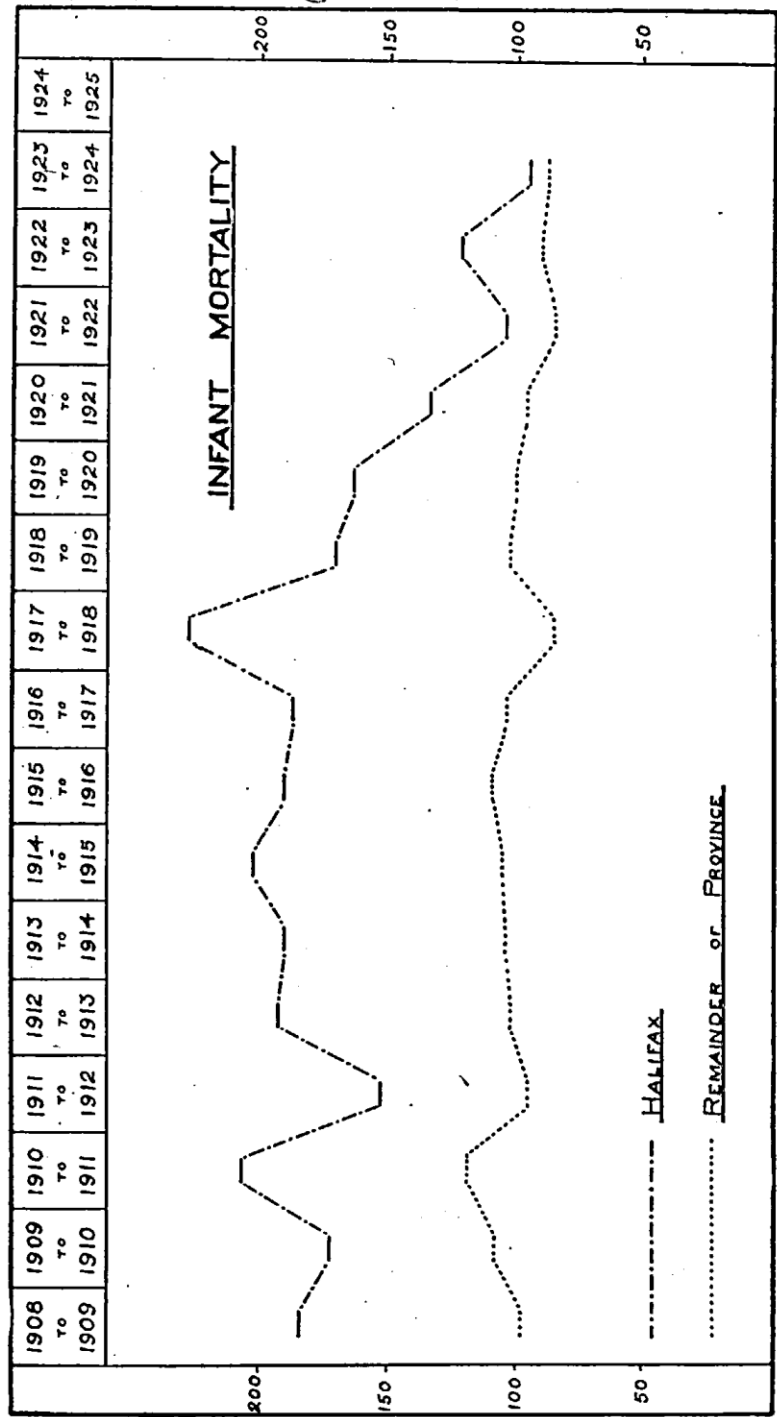 1908 TO 1909
1909 TO 1910
1910 TO 1911
1911 TO 1912
1912 TO 1913
1913 TO 1914
1914 TO 1915
1915 TO 1916
1916 TO 1917
1917 TO 1918
1918 TO 1919
1919 TO 1920
1920 TO 1921
1921 TO 1922
1922 TO 1923
1923 TO 1924
1924 TO 1925
200
150
100
50
INFANT MORTALITY
HALIFAX
REMAINDER OF PROVINCE
-200
-150
-100
-50